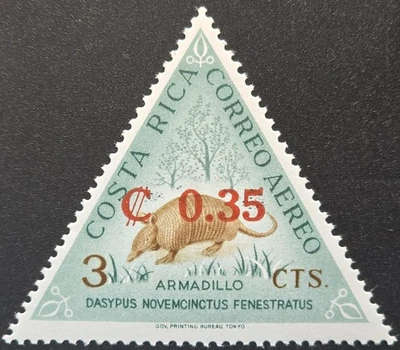 COSTA RICA
CORREO AEREO
₡ 0.35
3 CTS.
ARMADILLO
DASYPUS NOVEMCINCTUS FENESTRATUS
GOV. PRINTING BUREAU, TOKYO